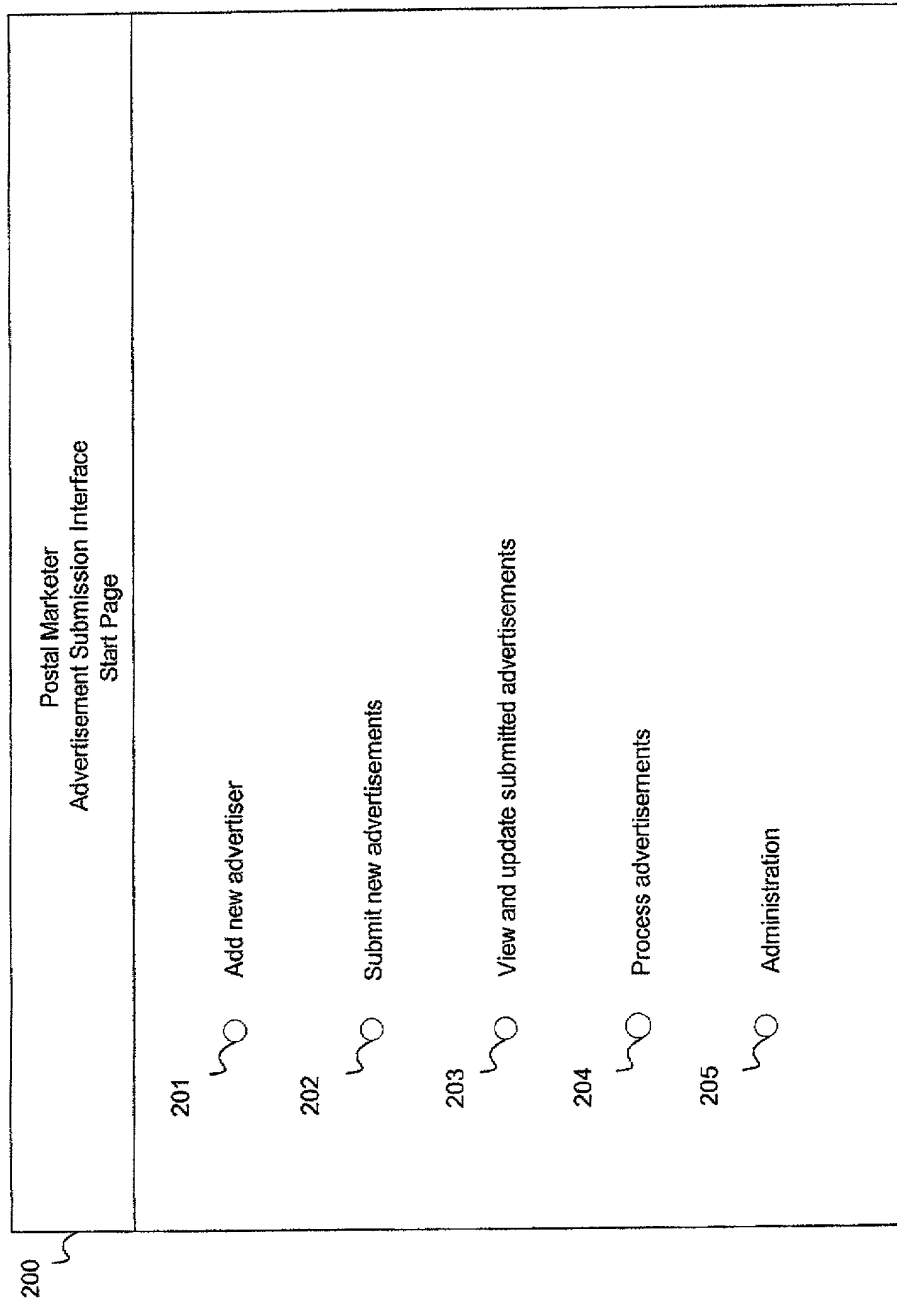 200
Postal Marketer
Advertisement Submission Interface
Start Page
201 Add new advertiser
202 Submit new advertisements
203 View and update submitted advertisements
204 Process advertisements
205 Administration